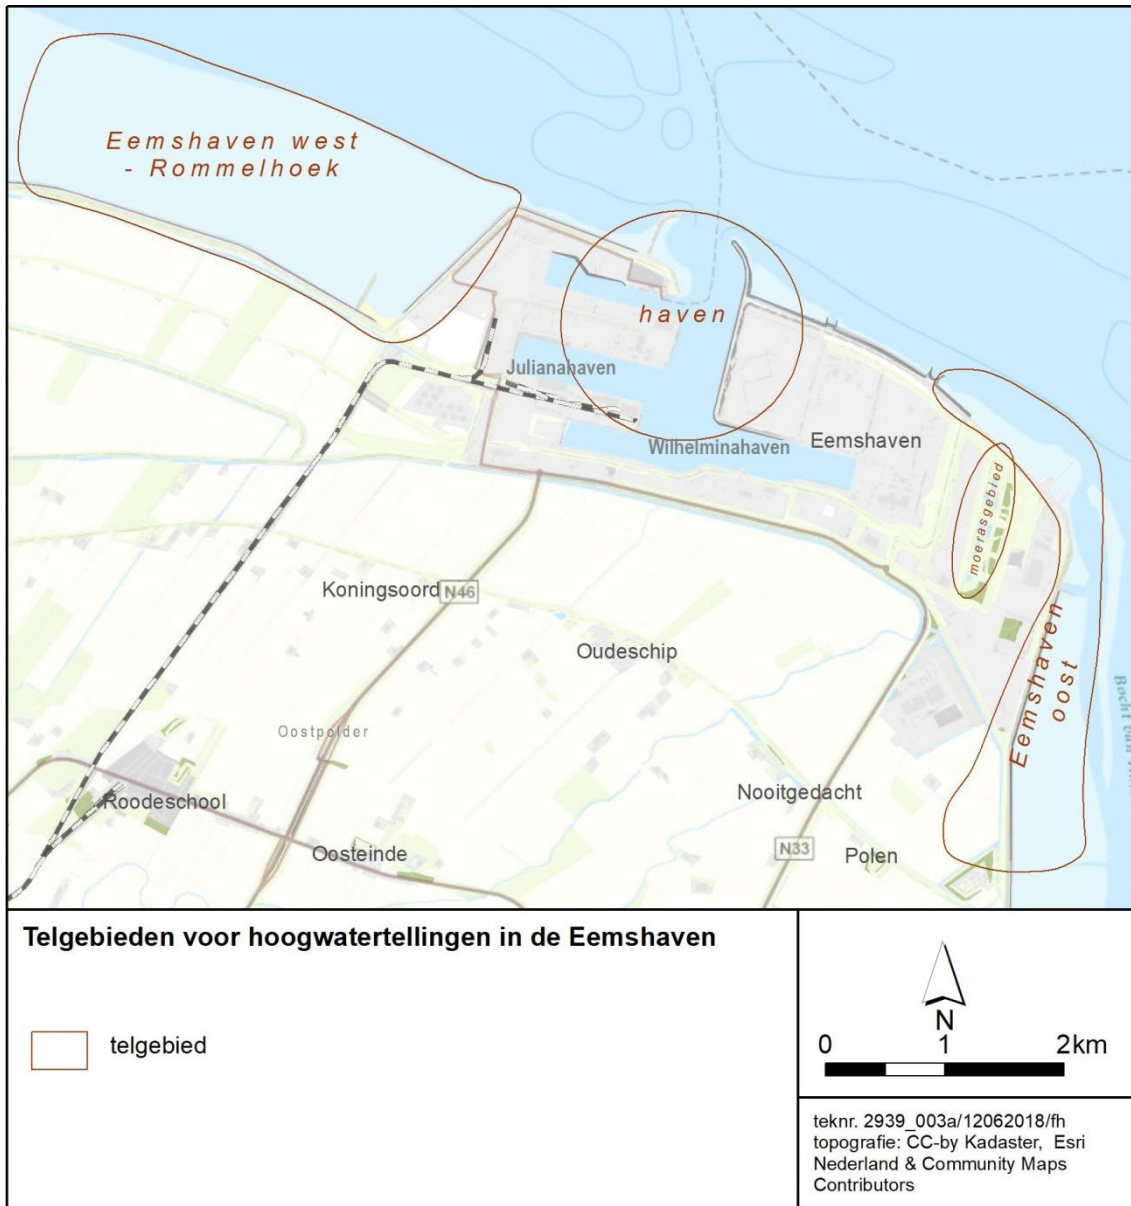 Eemshaven west
- Rommelhoek
haven
Julianahaven
Wilhelminahaven
Eemshaven
moerasgebied
Koningsoord
N46
Oudeschip
Eemshaven
oost
Bocht van
Oostpolder
Roodeschool
Nooitgedacht
Oosteinde
N33
Polen
Telgebieden voor hoogwatertellingen in de Eemshaven
telgebied
N
0 1 2km
teknr. 2939_003a/12062018/fh
topografie: CC-by Kadaster, Esri
Nederland & Community Maps
Contributors